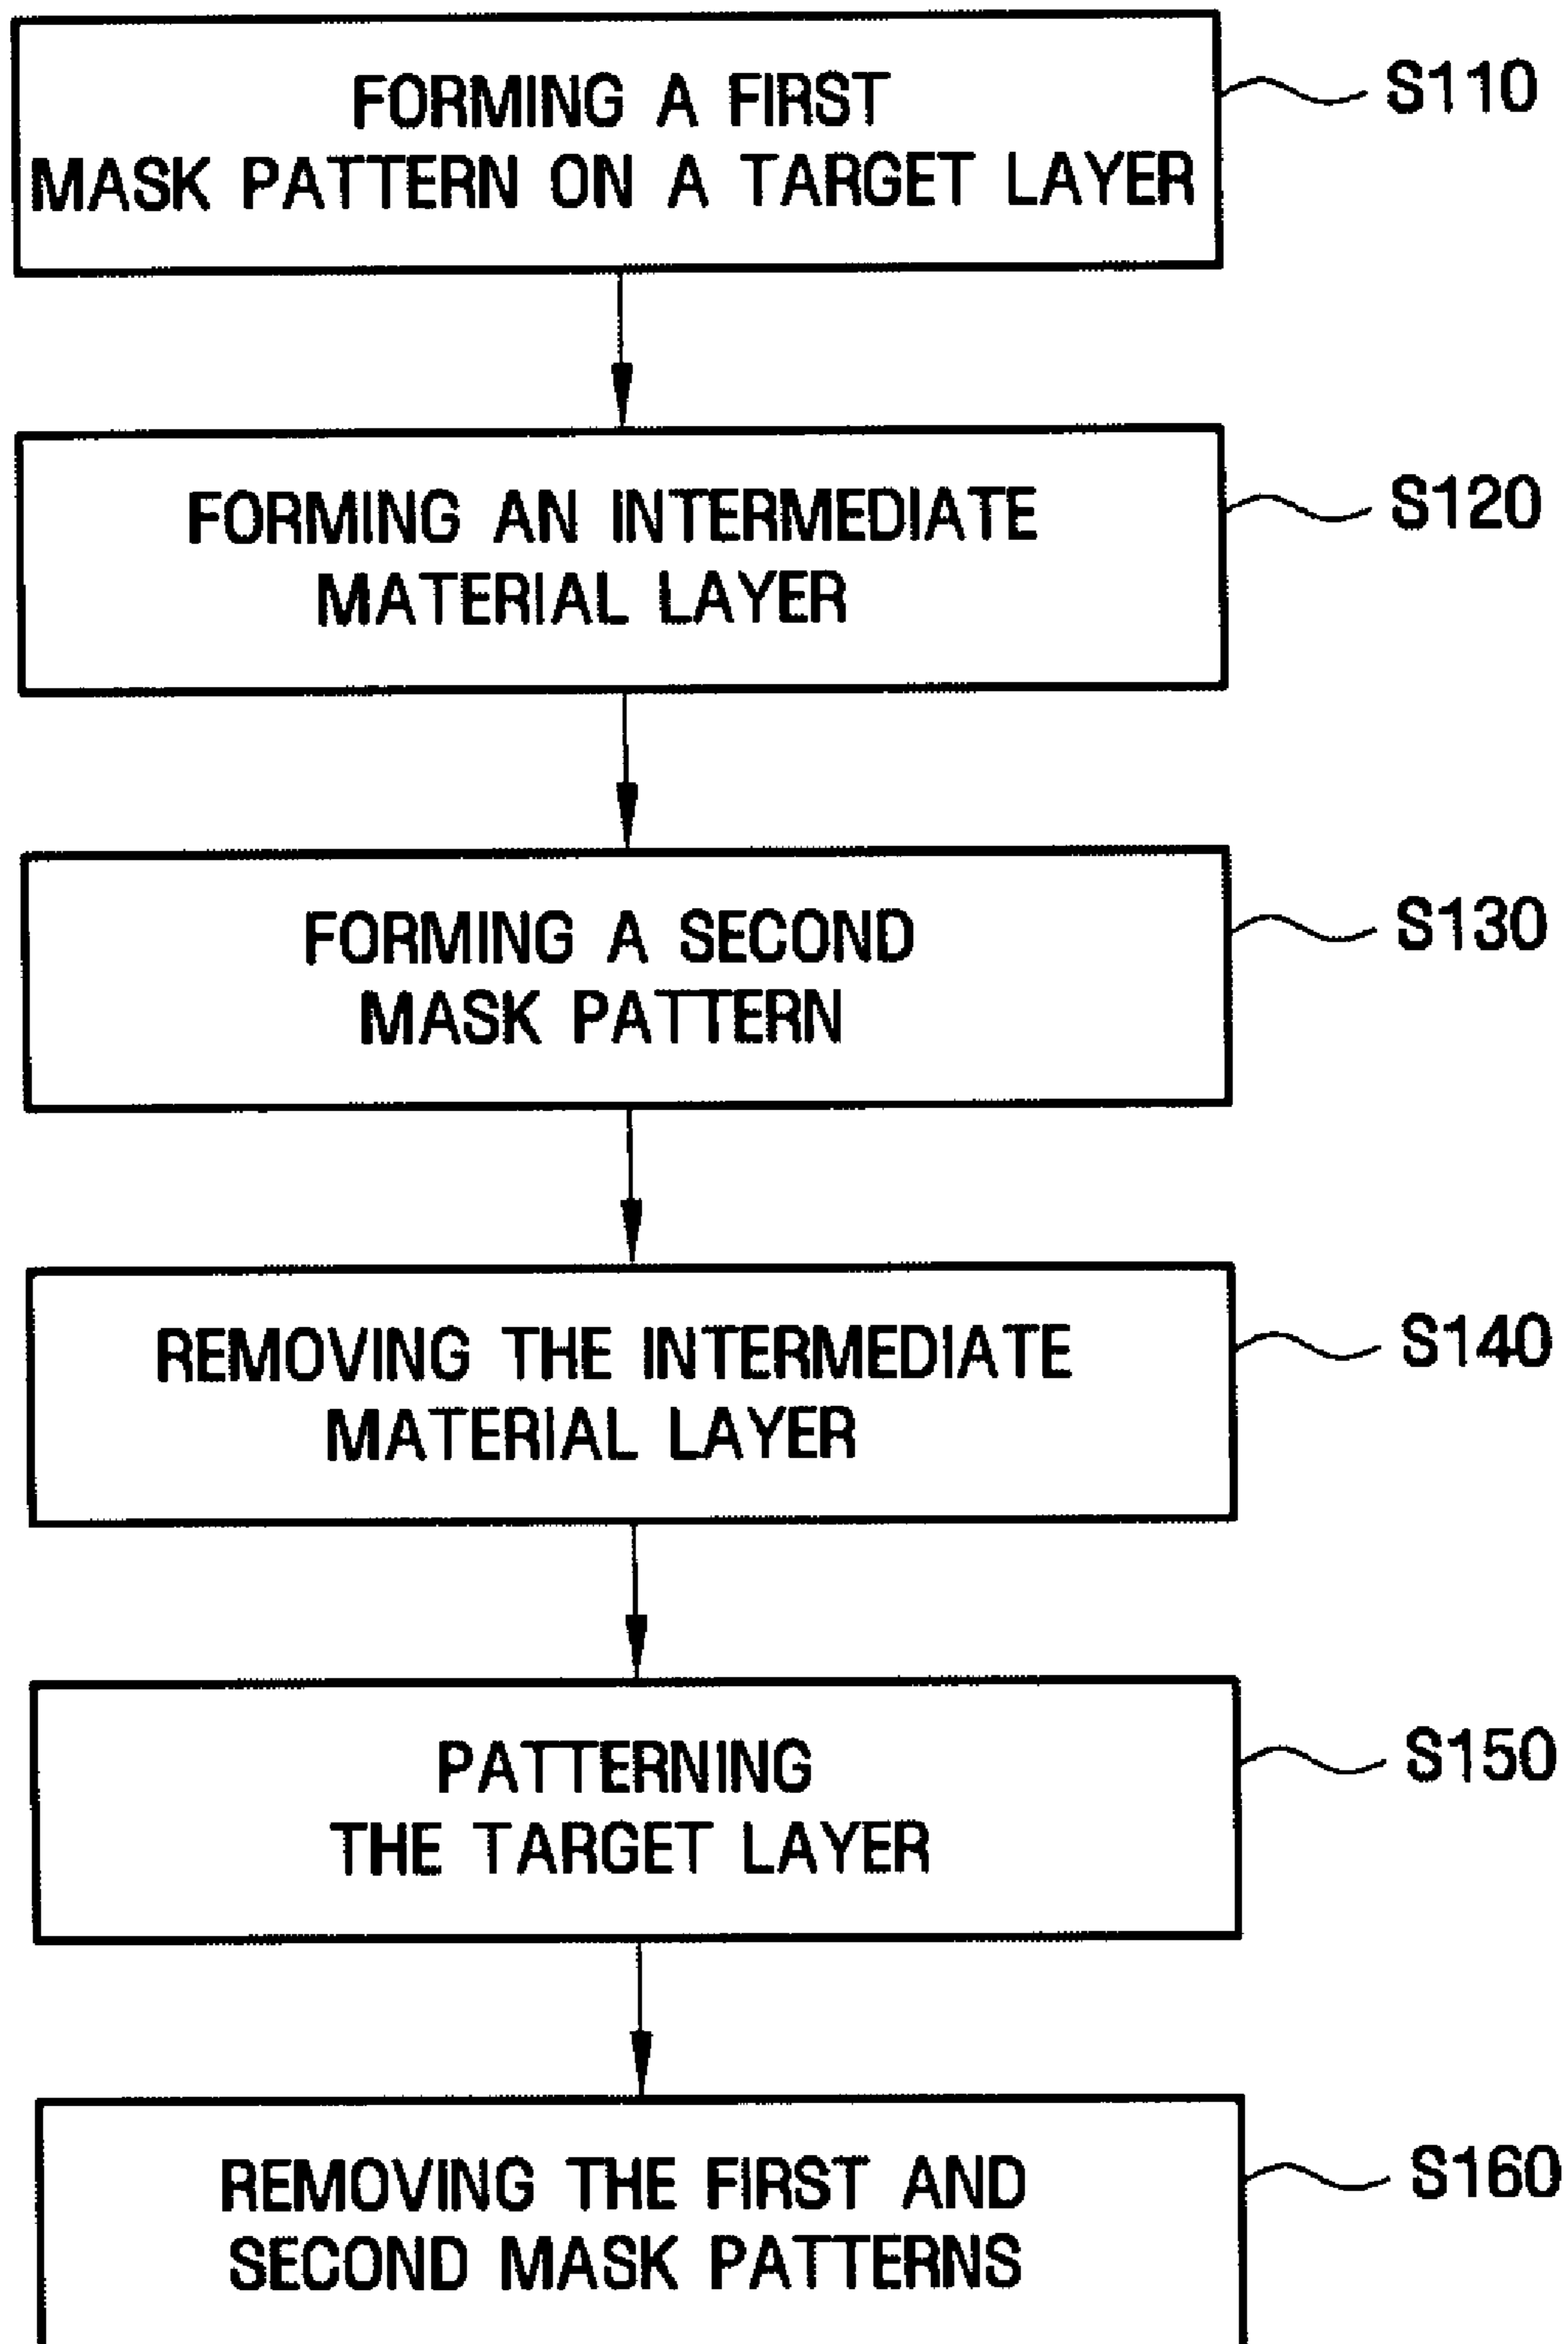 FORMING A FIRST
MASK PATTERN ON A TARGET LAYER
S110
FORMING AN INTERMEDIATE
MATERIAL LAYER
S120
FORMING A SECOND
MASK PATTERN
S130
REMOVING THE INTERMEDIATE
MATERIAL LAYER
S140
PATTERNING
THE TARGET LAYER
S150
REMOVING THE FIRST AND
SECOND MASK PATTERNS
S160